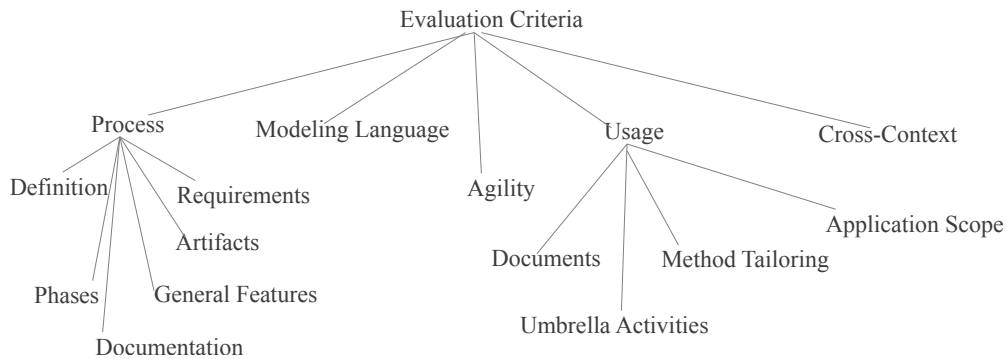 Evaluation Criteria
Process
Modeling Language
Usage
Cross-Context
Definition
Requirements
Agility
Artifacts
Application Scope
Documents
Method Tailoring
Phases
General Features
Umbrella Activities
Documentation